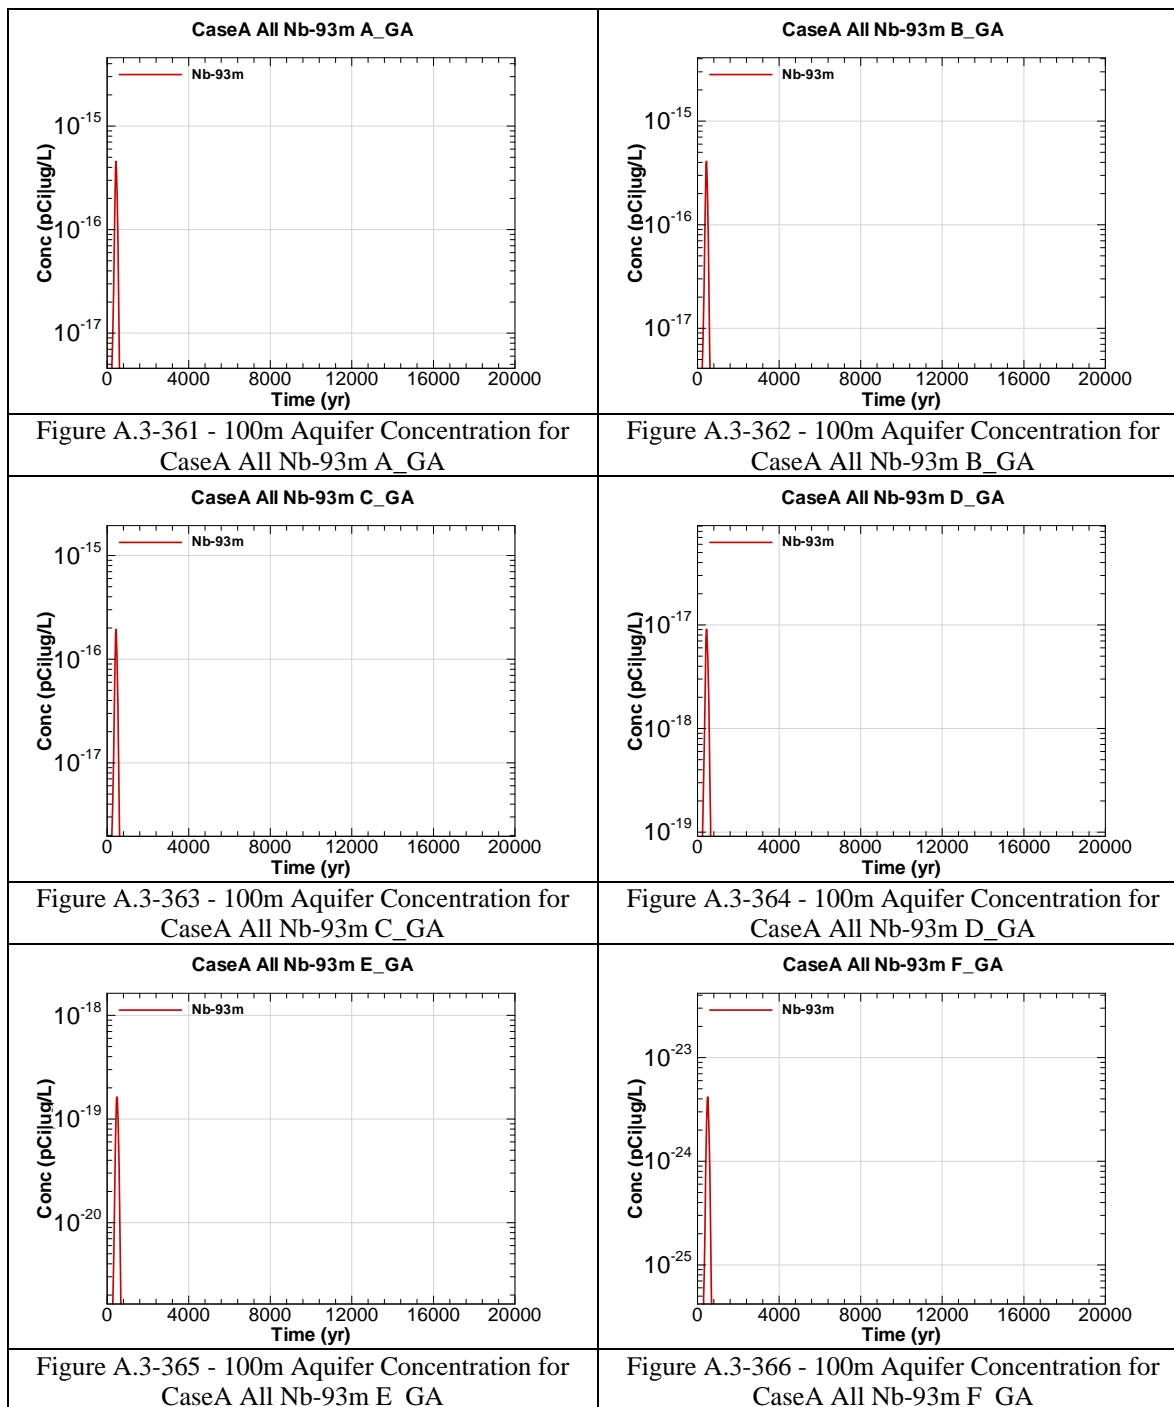 CaseA All Nb-93m A_GA
Nb-93m
10-15
10-16
10-17
Conc (pCi|ug/L)
0 4000 8000 12000 16000 20000
Time (yr)
Figure A.3-361 - 100m Aquifer Concentration for
CaseA All Nb-93m A_GA
CaseA All Nb-93m B_GA
Nb-93m
10-15
10-16
10-17
Conc (pCi|ug/L)
0 4000 8000 12000 16000 20000
Time (yr)
Figure A.3-362 - 100m Aquifer Concentration for
CaseA All Nb-93m B_GA
CaseA All Nb-93m C_GA
Nb-93m
10-15
10-16
10-17
Conc (pCi|ug/L)
0 4000 8000 12000 16000 20000
Time (yr)
Figure A.3-363 - 100m Aquifer Concentration for
CaseA All Nb-93m C_GA
CaseA All Nb-93m D_GA
Nb-93m
10-17
10-18
10-19
Conc (pCi|ug/L)
0 4000 8000 12000 16000 20000
Time (yr)
Figure A.3-364 - 100m Aquifer Concentration for
CaseA All Nb-93m D_GA
CaseA All Nb-93m E_GA
Nb-93m
10-18
10-19
10-20
Conc (pCi|ug/L)
0 4000 8000 12000 16000 20000
Time (yr)
Figure A.3-365 - 100m Aquifer Concentration for
CaseA All Nb-93m E_GA
CaseA All Nb-93m F_GA
Nb-93m
10-23
10-24
10-25
Conc (pCi|ug/L)
0 4000 8000 12000 16000 20000
Time (yr)
Figure A.3-366 - 100m Aquifer Concentration for
CaseA All Nb-93m F_GA